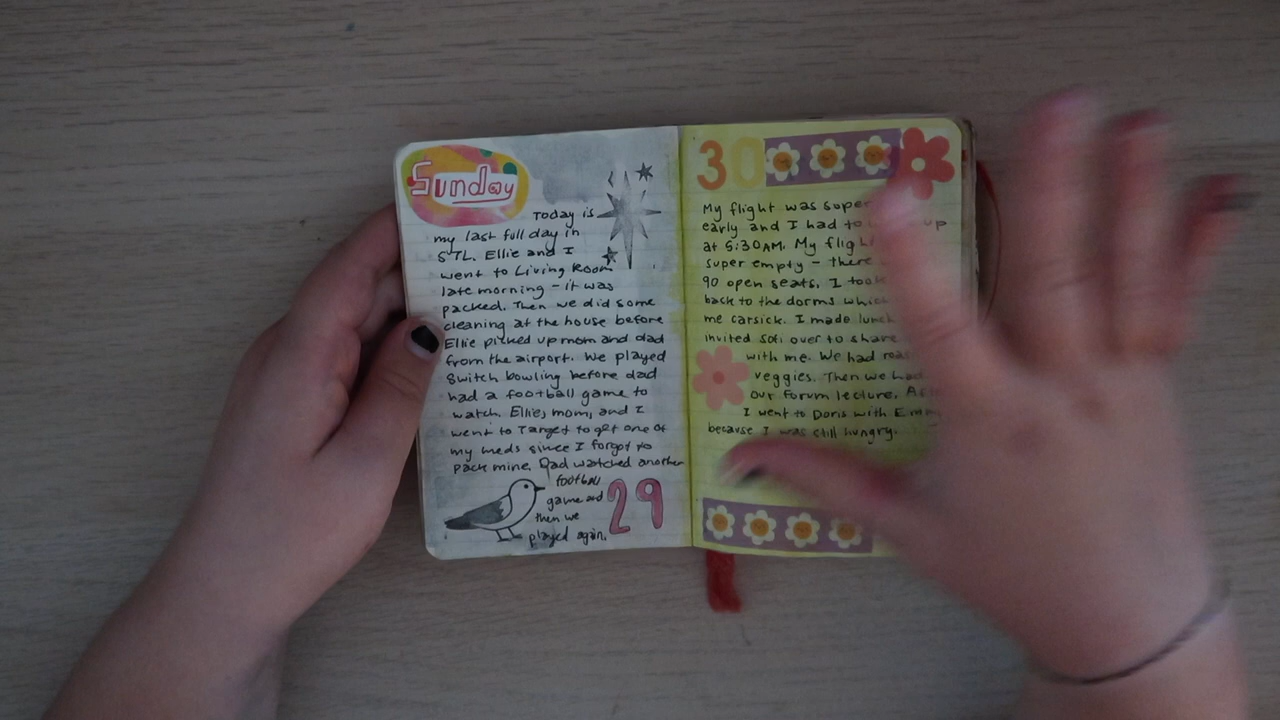 Sunday
Today is
my last full day in
STL. Ellie and I
went to Living Room
late morning - it was
packed. Then we did some
cleaning at the house before
Ellie picked up mom and dad
from the airport. We played
Switch bowling before dad
had a football game to
watch. Ellie, mom, and I
went to Target to get one of
my meds since I forgot to
pack mine. Dad watched another
football
game and
then we
played again.
29
30
My flight was super
early and I had to up
at 5:30AM. My flight
super empty - there
90 open seats. I took
back to the dorms which
me carsick. I made lunch
invited Sofi over to share
with me. We had
veggies. Then we had
our forum lecture.
I went to Doris with
because I was still hungry.